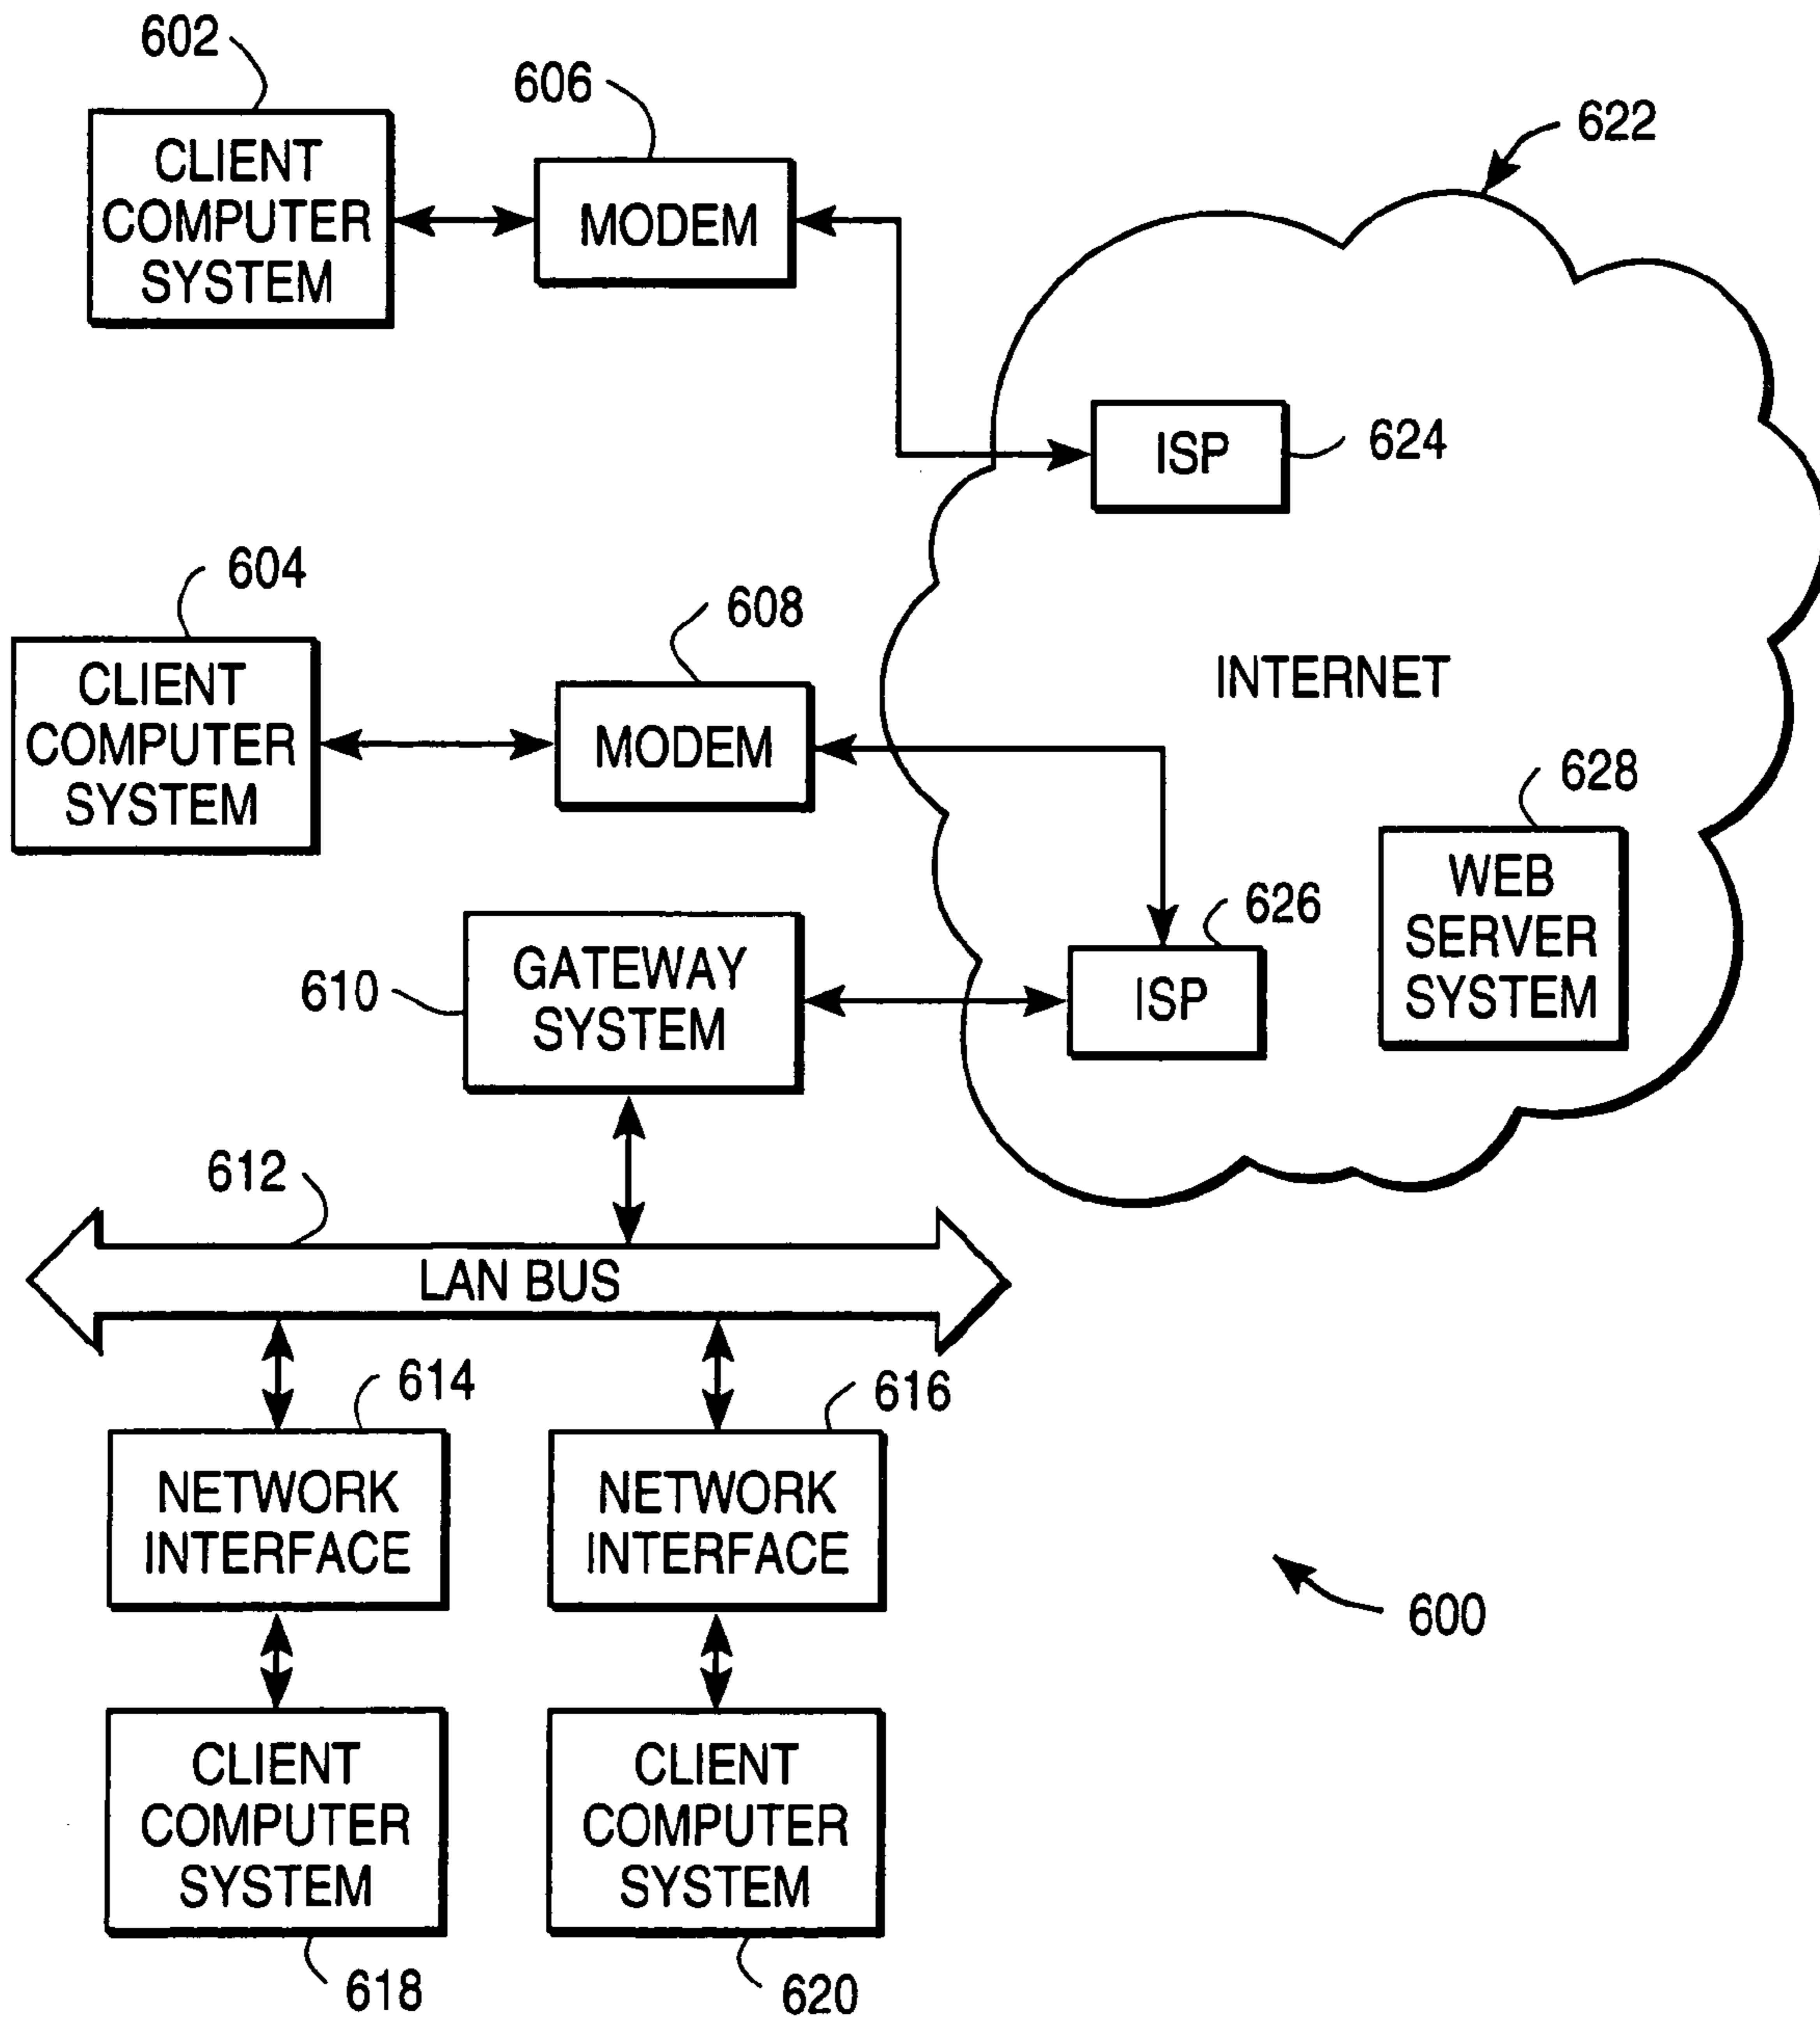 602
606
622
CLIENT
COMPUTER
SYSTEM
MODEM
ISP
624
604
608
CLIENT
COMPUTER
SYSTEM
MODEM
INTERNET
628
WEB
SERVER
SYSTEM
626
610
GATEWAY
SYSTEM
ISP
612
LAN BUS
614
616
NETWORK
INTERFACE
NETWORK
INTERFACE
600
CLIENT
COMPUTER
SYSTEM
CLIENT
COMPUTER
SYSTEM
618
620